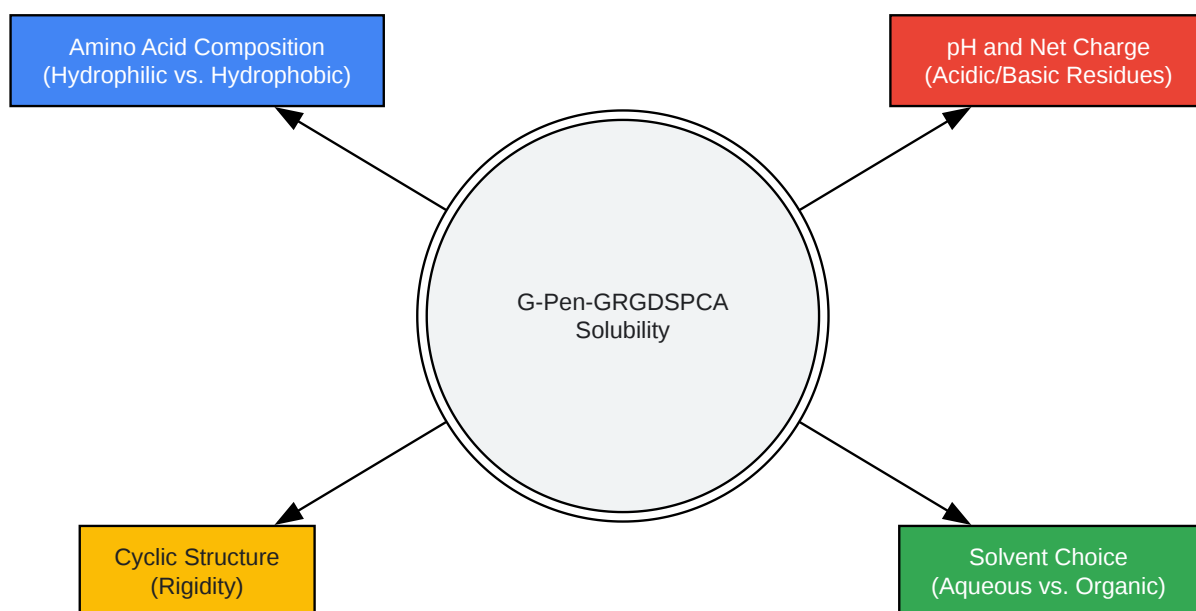 Amino Acid Composition
(Hydrophilic vs. Hydrophobic)
pH and Net Charge
(Acidic/Basic Residues)
G-Pen-GRGDSPCA
Solubility
Cyclic Structure
(Rigidity)
Solvent Choice
(Aqueous vs. Organic)